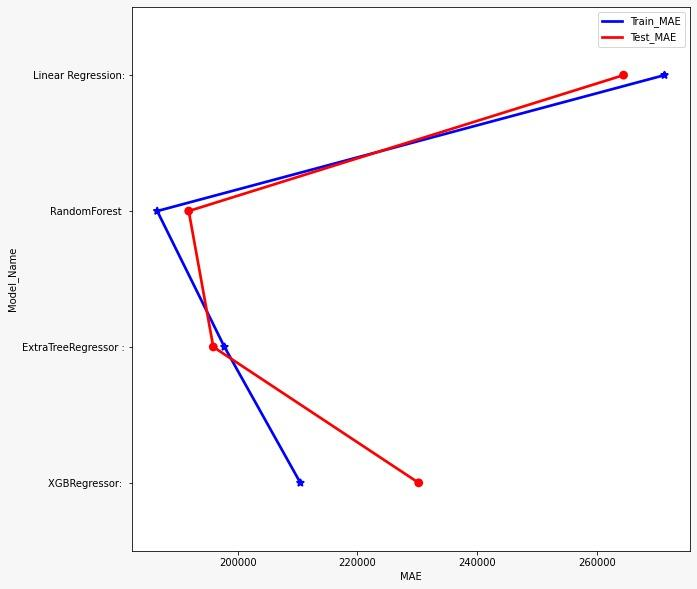 Train_MAE
Test_MAE
Linear Regression:
RandomForest
ExtraTreeRegressor :
XGBRegressor:
Model_Name
200000 220000 240000 260000
MAE